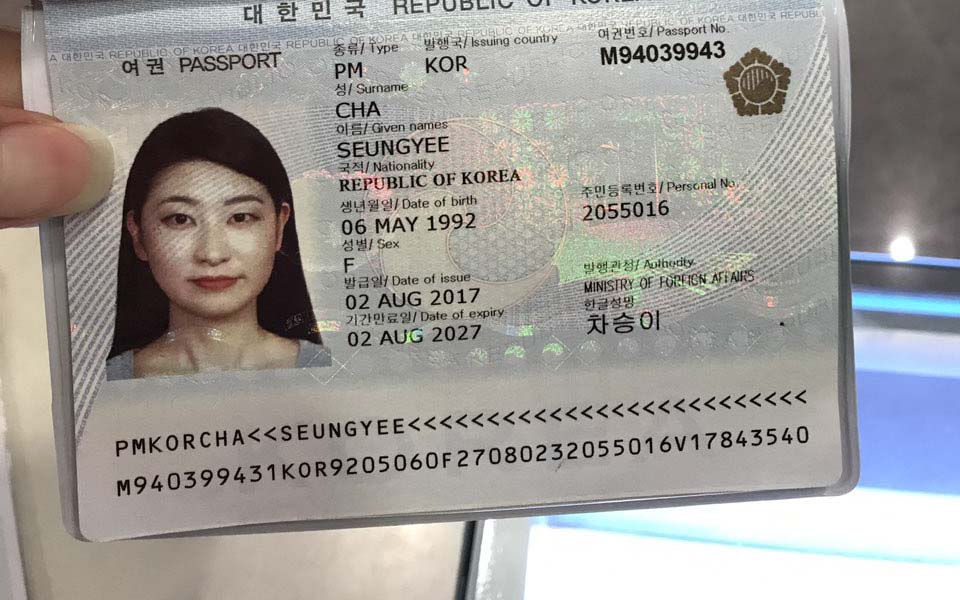 대한민국 REPUBLIC OF
A 대한민국 REPUBLIC OF KOREA 대한민국 REPUBLIC OF KOREA 대한민국 REPUBLIC OF KOREA 대한민국
여권 PASSPORT
종류/ Type 발행국/ Issuing country 여권번호/ Passport No.
PM KOR M94039943
성/ Surname
CHA
이름/ Given names
SEUNGYEE
국적/ Nationality
REPUBLIC OF KOREA
생년월일/ Date of birth 주민등록번호/ Personal No.
06 MAY 1992 2055016
성별/ Sex
F
발급일/ Date of issue 발행관청/ Authority
02 AUG 2017 MINISTRY OF FOREIGN AFFAIRS
기간만료일/ Date of expiry 한글성명
02 AUG 2027 차승이
PMKORCHA<<SEUNGYEE<<<<<<<<<<<<<<<<<<<<<<<<<<
M940399431KOR9205060F27080232055016V17843540